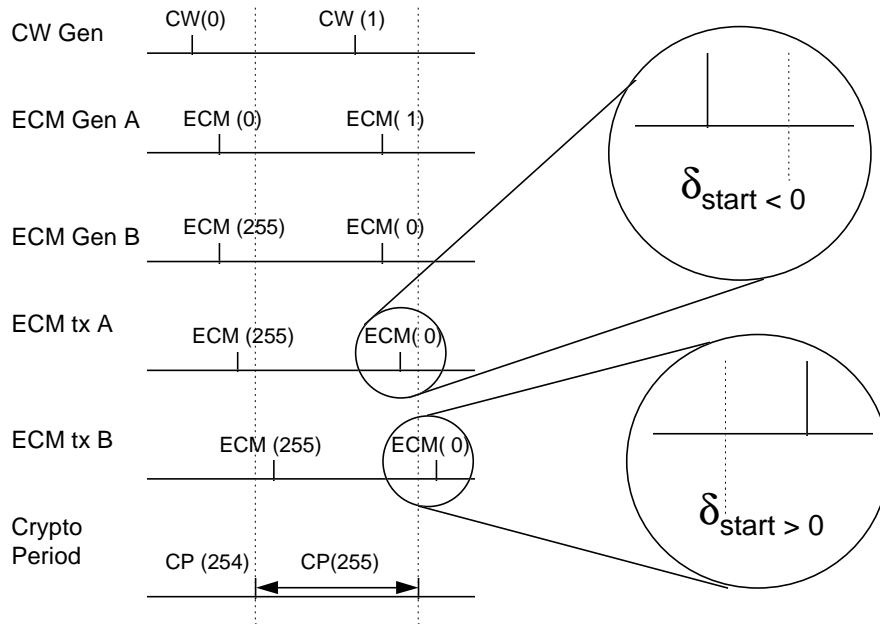 CW Gen
CW(0)
CW (1)
ECM Gen A
ECM (0)
ECM( 1)
ECM Gen B
ECM (255)
ECM( 0)
ECM tx A
ECM (255)
ECM( 0)
ECM tx B
ECM (255)
ECM( 0)
Crypto
Period
CP (254)
CP(255)
δstart < 0
δstart > 0